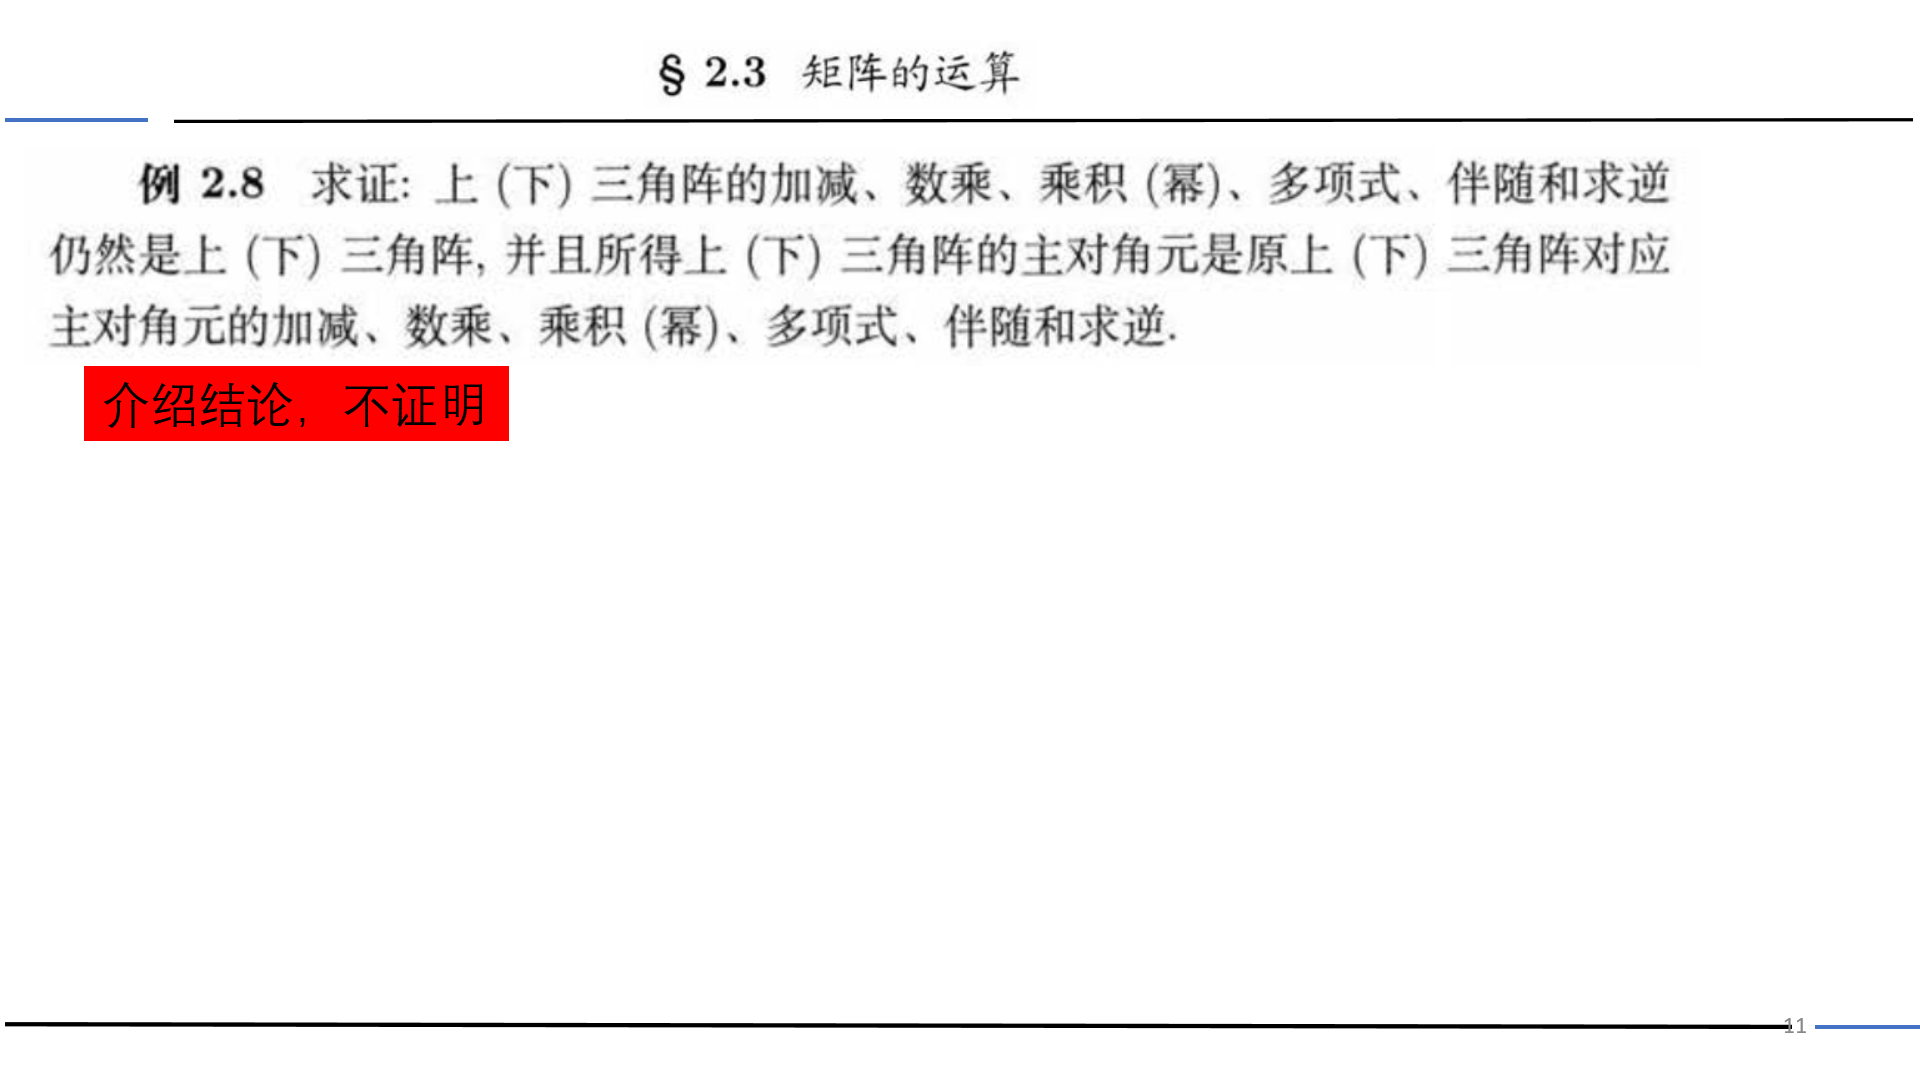 § 2.3 矩阵的运算
例 2.8 求证: 上 (下) 三角阵的加减、数乘、乘积 (幂)、多项式、伴随和求逆
仍然是上 (下) 三角阵, 并且所得上 (下) 三角阵的主对角元是原上 (下) 三角阵对应
主对角元的加减、数乘、乘积 (幂)、多项式、伴随和求逆.
介绍结论，不证明
11